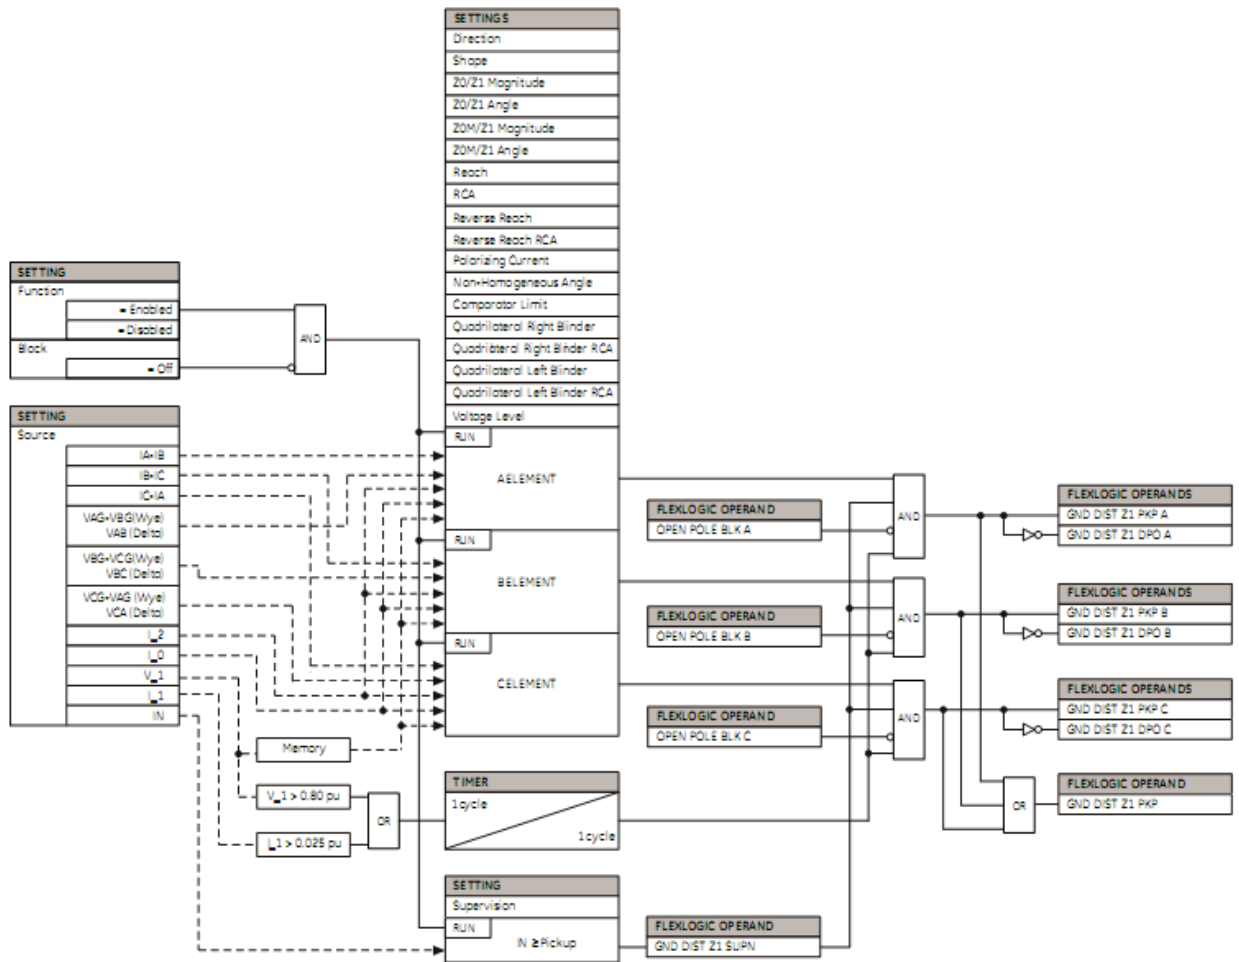 SETTINGS
Direction
Shape
Z0/Z1 Magnitude
Z0/Z1 Angle
Z0M/Z1 Magnitude
Z0M/Z1 Angle
Reach
RCA
Reverse Reach
Reverse Reach RCA
Polarizing Current
Non-Homogeneous Angle
Comparator Limit
Quadrilateral Right Blinder
Quadrilateral Right Blinder RCA
Quadrilateral Left Blinder
Quadrilateral Left Blinder RCA
Voltage Level
RUN
A ELEMENT
RUN
B ELEMENT
RUN
C ELEMENT
SETTING
Function
= Enabled
= Disabled
Block
= Off
AND
SETTING
Source
IA-IB
IB-IC
IC-IA
VAG-VBG(Wye)
VAB (Delta)
VBG-VCG(Wye)
VBC (Delta)
VCG-VAG (Wye)
VCA (Delta)
I_2
I_0
V_1
I_1
IN
Memory
V_1 > 0.80 pu
I_1 > 0.025 pu
OR
TIMER
1 cycle
1 cycle
SETTING
Supervision
RUN
IN ≥ Pickup
FLEXLOGIC OPERAND
OPEN POLE BLK A
FLEXLOGIC OPERAND
OPEN POLE BLK B
FLEXLOGIC OPERAND
OPEN POLE BLK C
FLEXLOGIC OPERAND
GND DIST Z1 SUPN
AND
AND
AND
OR
FLEXLOGIC OPERANDS
GND DIST Z1 PKP A
GND DIST Z1 DPO A
FLEXLOGIC OPERANDS
GND DIST Z1 PKP B
GND DIST Z1 DPO B
FLEXLOGIC OPERANDS
GND DIST Z1 PKP C
GND DIST Z1 DPO C
FLEXLOGIC OPERAND
GND DIST Z1 PKP